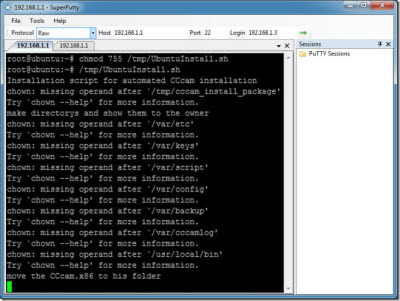 192.168.1.1 - SuperPutty
File Tools Help
Protocol Raw Host 192.168.1.1 Port 22 Login 192.168.1.3
192.168.1.1 192.168.1.1 Sessions
PuTTY Sessions
root@ubuntu:~# chmod 755 /tmp/UbuntuInstall.sh
root@ubuntu:~# /tmp/UbuntuInstall.sh
Installation script for automated CCcam installation
chown: missing operand after `/tmp/cccam_install_package'
Try `chown --help' for more information.
make directorys and show them to the owner
chown: missing operand after `/var/etc'
Try `chown --help' for more information.
chown: missing operand after `/var/keys'
Try `chown --help' for more information.
chown: missing operand after `/var/script'
Try `chown --help' for more information.
chown: missing operand after `/var/config'
Try `chown --help' for more information.
chown: missing operand after `/var/backup'
Try `chown --help' for more information.
chown: missing operand after `/var/cccamlog'
Try `chown --help' for more information.
chown: missing operand after `/usr/local/bin'
Try `chown --help' for more information.
move the CCcam.x86 to his folder